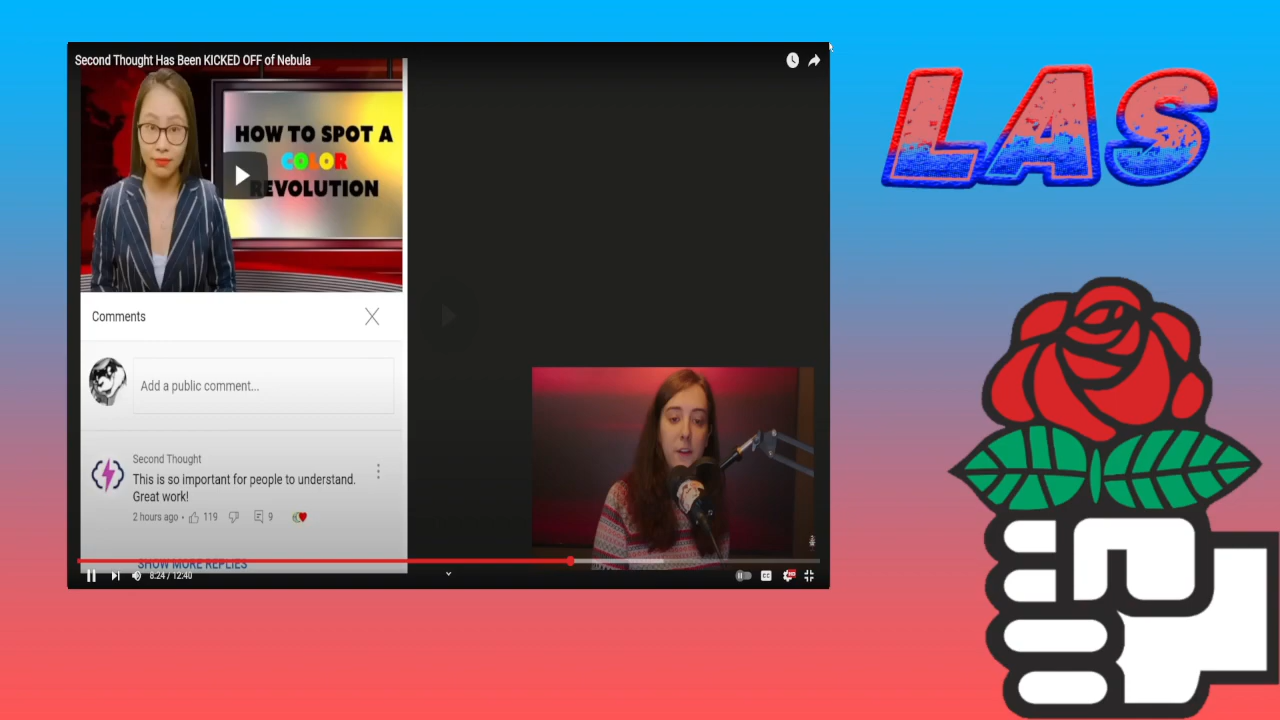 Second Thought Has Been KICKED OFF of Nebula
HOW TO SPOT A
COLOR
REVOLUTION
Comments
Add a public comment...
Second Thought
This is so important for people to understand.
Great work!
2 hours ago • 119 9
SHOW MORE REPLIES
8:24 / 12:40
CC
HD
LAS